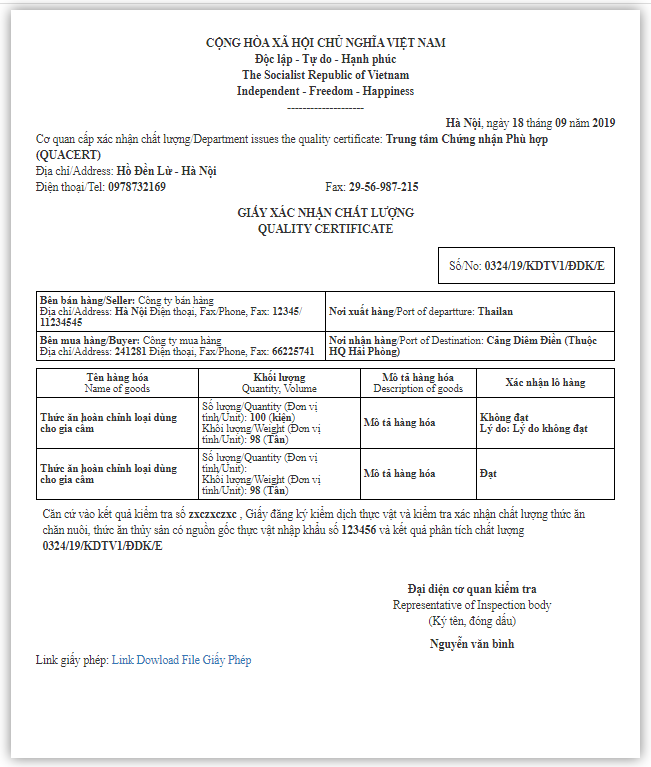 CỘNG HÒA XÃ HỘI CHỦ NGHĨA VIỆT NAM
Độc lập - Tự do - Hạnh phúc
The Socialist Republic of Vietnam
Independent - Freedom - Happiness
--------------------
Hà Nội, ngày 18 tháng 09 năm 2019
Cơ quan cấp xác nhận chất lượng/Department issues the quality certificate: Trung tâm Chứng nhận Phù hợp
(QUACERT)
Địa chỉ/Address: Hồ Đền Lừ - Hà Nội
Điện thoại/Tel: 0978732169 Fax: 29-56-987-215
GIẤY XÁC NHẬN CHẤT LƯỢNG
QUALITY CERTIFICATE
Số/No: 0324/19/KDTV1/ĐDK/E
Bên bán hàng/Seller: Công ty bán hàng
Địa chỉ/Address: Hà Nội Điện thoại, Fax/Phone, Fax: 12345/
11234545
Nơi xuất hàng/Port of departture: Thailan
Bên mua hàng/Buyer: Công ty mua hàng
Địa chỉ/Address: 241281 Điện thoại, Fax/Phone, Fax: 66225741
Nơi nhận hàng/Port of Destination: Cảng Diêm Điền (Thuộc
HQ Hải Phòng)
Tên hàng hóa
Name of goods
Khối lượng
Quantity, Volume
Mô tả hàng hóa
Description of goods
Xác nhận lô hàng
Thức ăn hoàn chỉnh loại dùng
cho gia cầm
Số lượng/Quantity (Đơn vị
tính/Unit): 100 (kiện)
Khối lượng/Weight (Đơn vị
tính/Unit): 98 (Tấn)
Mô tả hàng hóa
Không đạt
Lý do: Lý do không đạt
Thức ăn hoàn chỉnh loại dùng
cho gia cầm
Số lượng/Quantity (Đơn vị
tính/Unit):
Khối lượng/Weight (Đơn vị
tính/Unit): 98 (Tấn)
Mô tả hàng hóa
Đạt
Căn cứ vào kết quả kiểm tra số zxczxczxc , Giấy đăng ký kiểm dịch thực vật và kiểm tra xác nhận chất lượng thức ăn
chăn nuôi, thức ăn thủy sản có nguồn gốc thực vật nhập khẩu số 123456 và kết quả phân tích chất lượng
0324/19/KDTV1/ĐDK/E
Đại diện cơ quan kiểm tra
Representative of Inspection body
(Ký tên, đóng dấu)
Nguyễn văn bình
Link giấy phép: Link Dowload File Giấy Phép